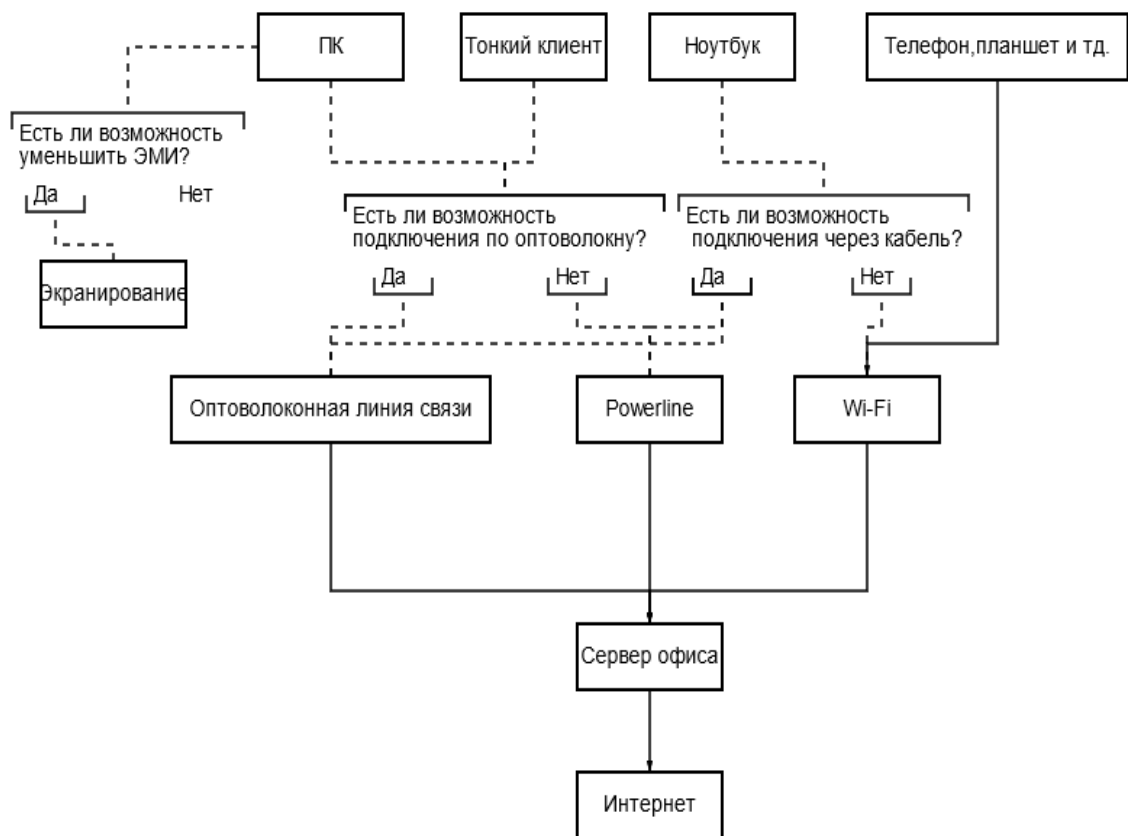 ПК
Тонкий клиент
Ноутбук
Телефон,планшет и тд.
Есть ли возможность
уменьшить ЭМИ?
Да
Нет
Экранирование
Есть ли возможность
подключения по оптоволокну?
Да
Нет
Есть ли возможность
подключения через кабель?
Да
Нет
Оптоволоконная линия связи
Powerline
Wi-Fi
Сервер офиса
Интернет